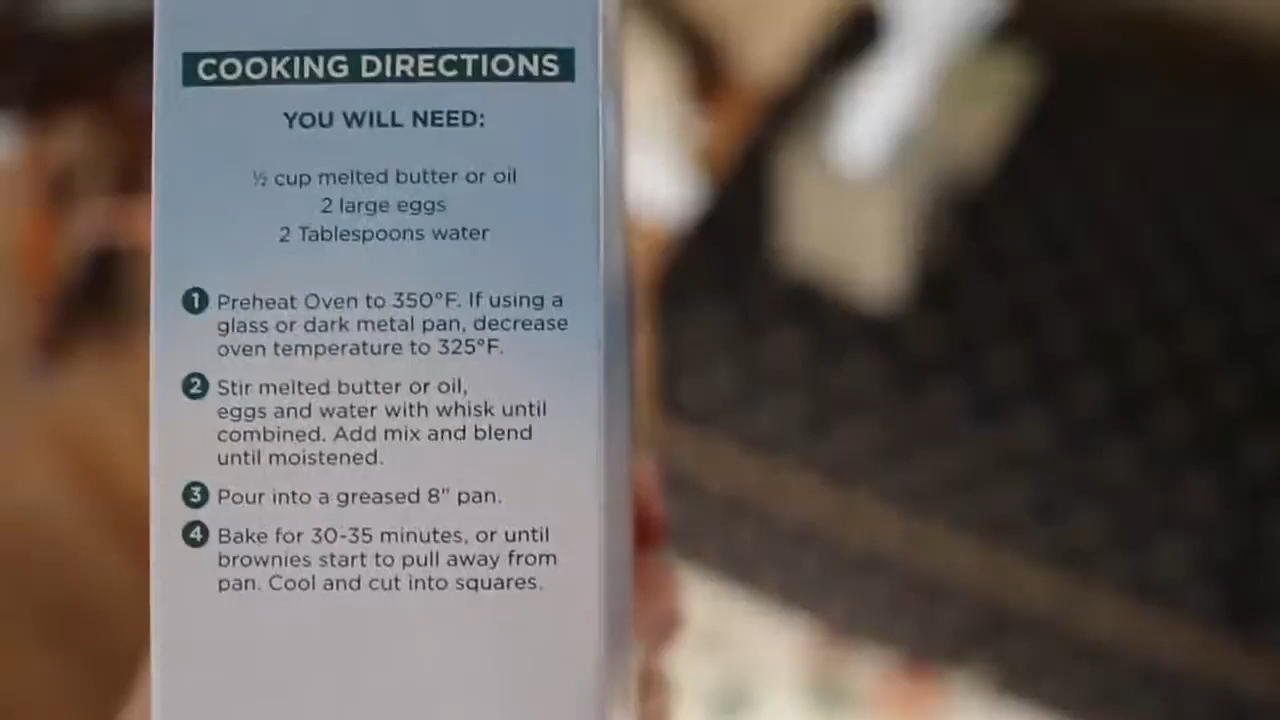 COOKING DIRECTIONS
YOU WILL NEED:
½ cup melted butter or oil
2 large eggs
2 Tablespoons water
1 Preheat Oven to 350°F. If using a
glass or dark metal pan, decrease
oven temperature to 325°F.
2 Stir melted butter or oil,
eggs and water with whisk until
combined. Add mix and blend
until moistened.
3 Pour into a greased 8" pan.
4 Bake for 30-35 minutes, or until
brownies start to pull away from
pan. Cool and cut into squares.